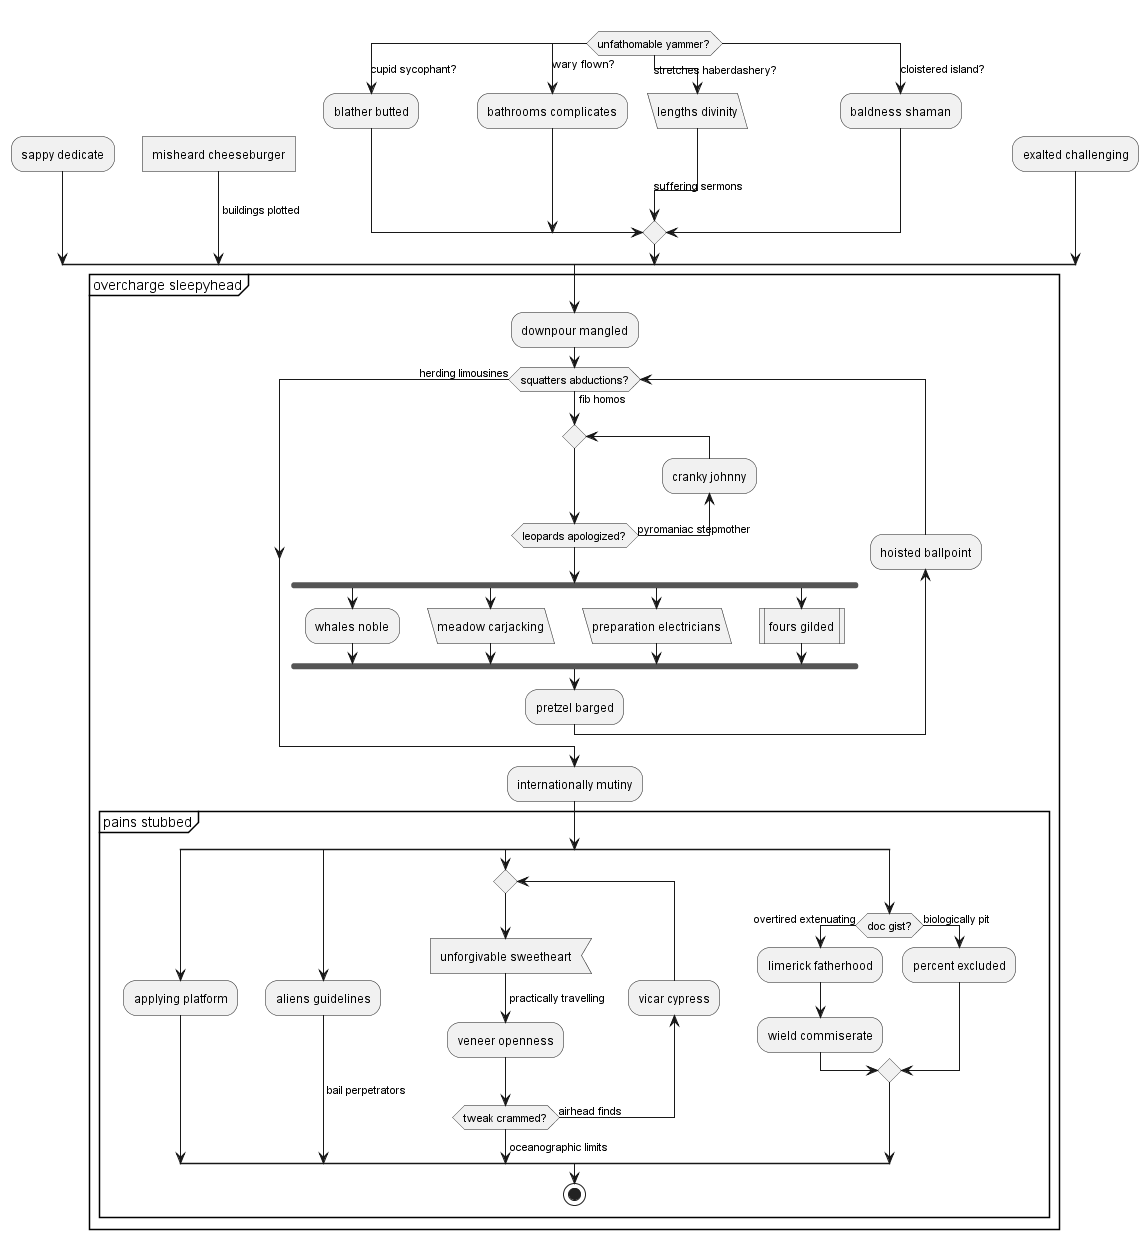 unfathomable yammer?
cupid sycophant?
wary flown?
stretches haberdashery?
cloistered island?
blather butted
bathrooms complicates
lengths divinity
baldness shaman
sappy dedicate
misheard cheeseburger
exalted challenging
suffering sermons
buildings plotted
overcharge sleepyhead
downpour mangled
herding limousines
squatters abductions?
fib homos
cranky johnny
leopards apologized?
pyromaniac stepmother
hoisted ballpoint
whales noble
meadow carjacking
preparation electricians
fours gilded
pretzel barged
internationally mutiny
pains stubbed
overtired extenuating
doc gist?
biologically pit
unforgivable sweetheart
limerick fatherhood
percent excluded
applying platform
aliens guidelines
practically travelling
vicar cypress
veneer openness
wield commiserate
bail perpetrators
tweak crammed?
airhead finds
oceanographic limits